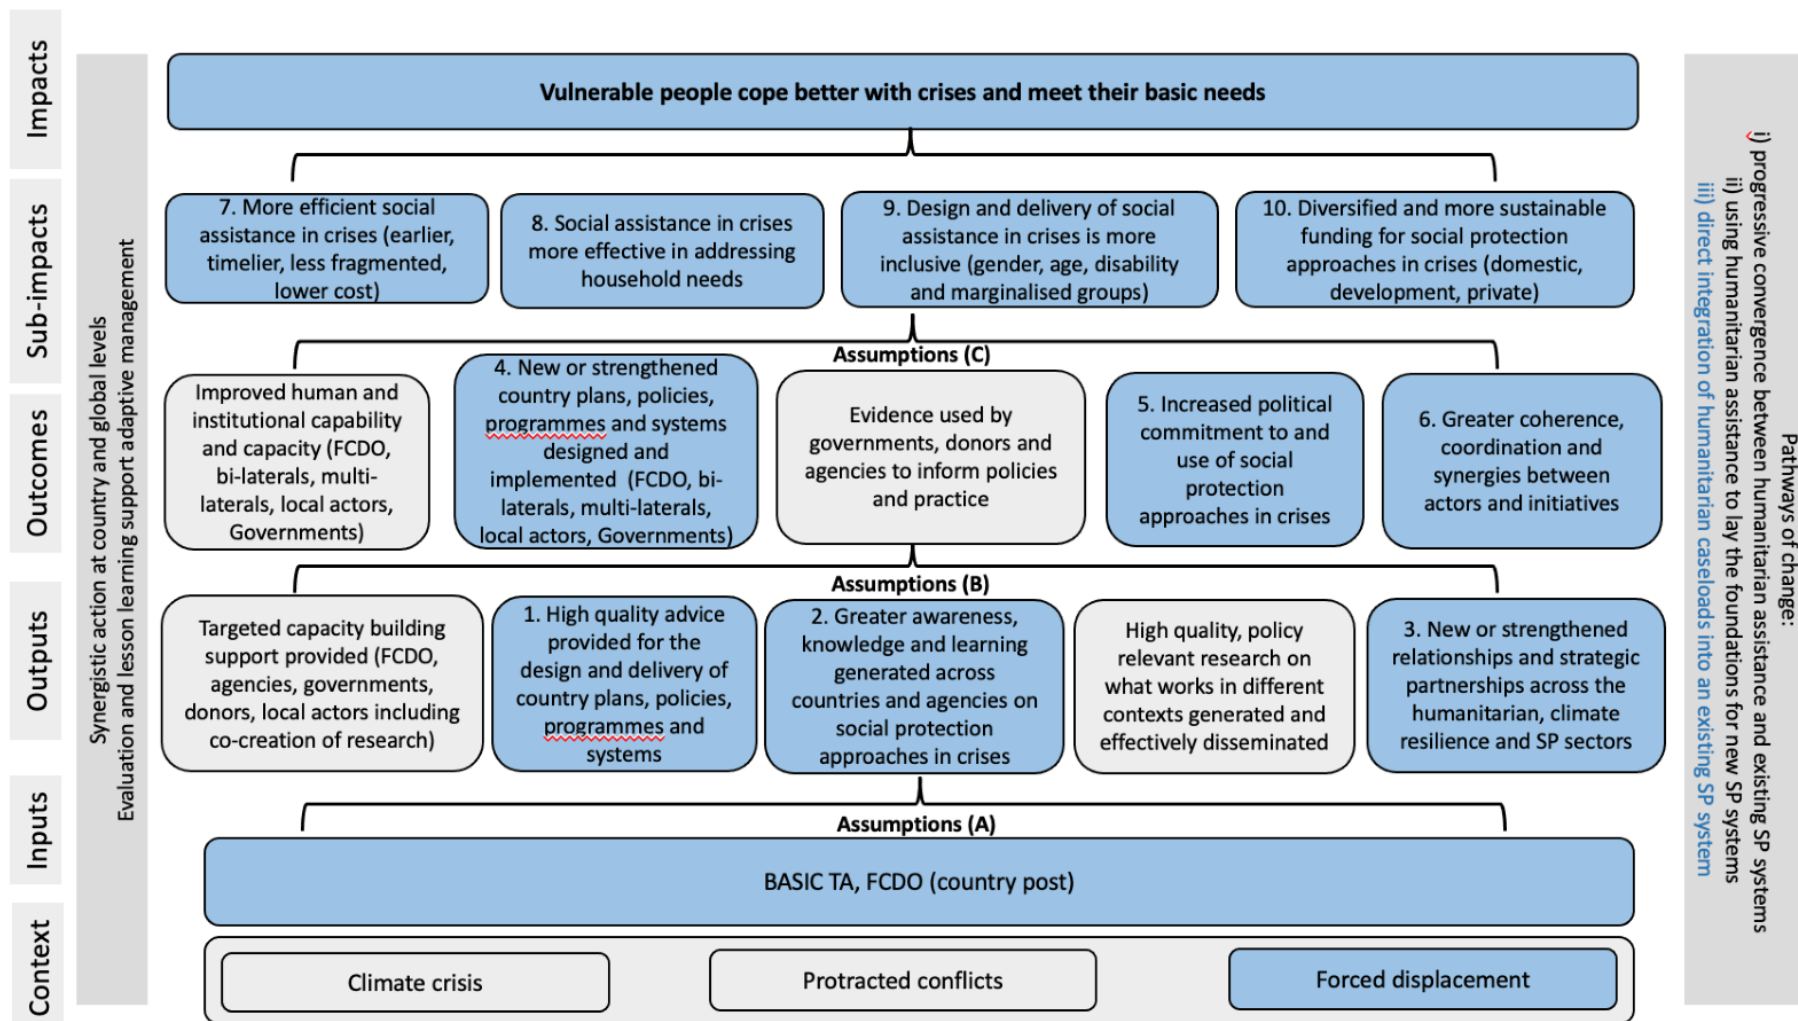 Impacts
Vulnerable people cope better with crises and meet their basic needs
Sub-impacts
7. More efficient social
assistance in crises (earlier,
timelier, less fragmented,
lower cost)
8. Social assistance in crises
more effective in addressing
household needs
9. Design and delivery of social
assistance in crises is more
inclusive (gender, age, disability
and marginalised groups)
10. Diversified and more sustainable
funding for social protection
approaches in crises (domestic,
development, private)
Assumptions (C)
Outcomes
Improved human and
institutional capability
and capacity (FCDO,
bi-laterals, multi-
laterals, local actors,
Governments)
4. New or strengthened
country plans, policies,
programmes and systems
designed and
implemented (FCDO, bi-
laterals, multi-laterals,
local actors, Governments)
Evidence used by
governments, donors and
agencies to inform policies
and practice
5. Increased political
commitment to and
use of social
protection
approaches in crises
6. Greater coherence,
coordination and
synergies between
actors and initiatives
Assumptions (B)
Outputs
Targeted capacity building
support provided (FCDO,
agencies, governments,
donors, local actors including
co-creation of research)
1. High quality advice
provided for the
design and delivery of
country plans, policies,
programmes and
systems
2. Greater awareness,
knowledge and learning
generated across
countries and agencies on
social protection
approaches in crises
High quality, policy
relevant research on
what works in different
contexts generated and
effectively disseminated
3. New or strengthened
relationships and strategic
partnerships across the
humanitarian, climate
resilience and SP sectors
Assumptions (A)
Inputs
BASIC TA, FCDO (country post)
Context
Climate crisis
Protracted conflicts
Forced displacement
Synergistic action at country and global levels
Evaluation and lesson learning support adaptive management
Pathways of change:
i) progressive convergence between humanitarian assistance and existing SP systems
ii) using humanitarian assistance to lay the foundations for new SP systems
iii) direct integration of humanitarian caseloads into an existing SP system